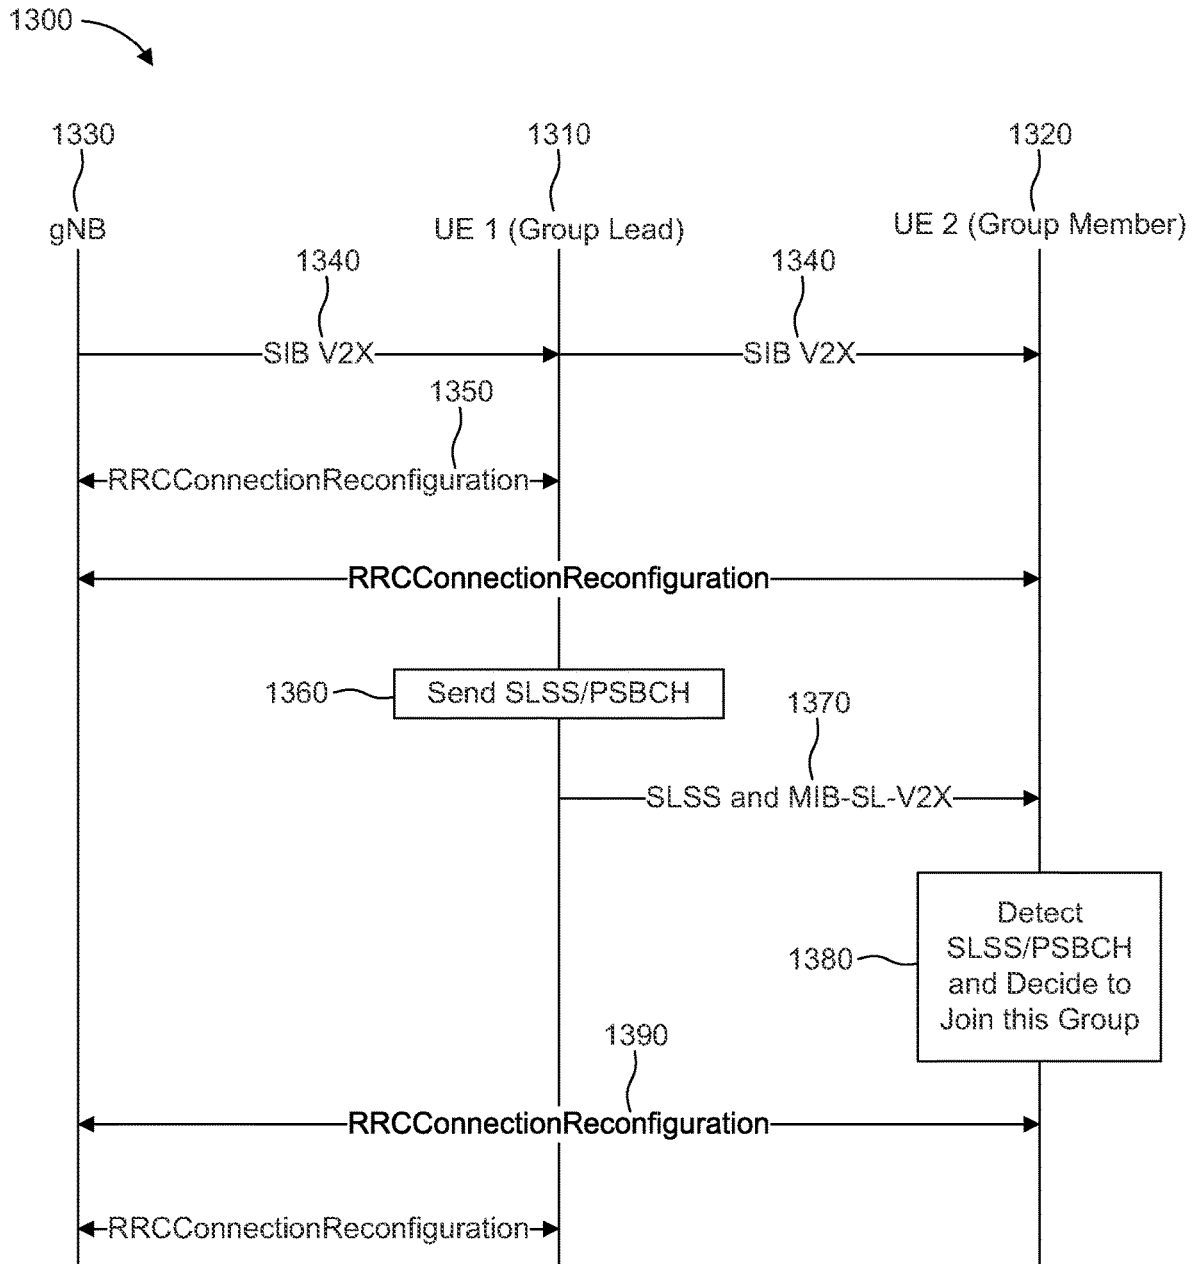 1300
1330
1310
1320
gNB
UE 1 (Group Lead)
UE 2 (Group Member)
1340
1340
SIB V2X
SIB V2X
1350
RRCConnectionReconfiguration
RRCConnectionReconfiguration
1360
Send SLSS/PSBCH
1370
SLSS and MIB-SL-V2X
Detect
SLSS/PSBCH
and Decide to
Join this Group
1380
1390
RRCConnectionReconfiguration
RRCConnectionReconfiguration